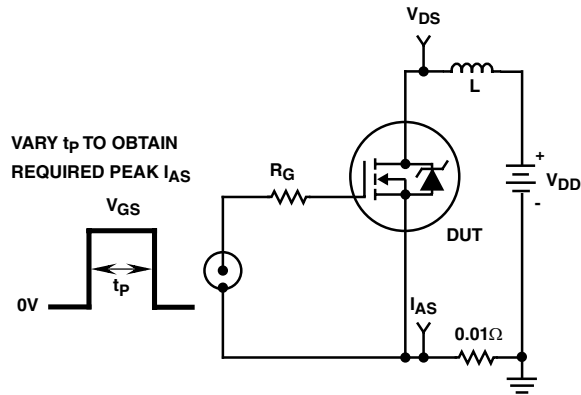 VDS
L
VARY tP TO OBTAIN
REQUIRED PEAK IAS
RG
+
VDD
-
VGS
DUT
tP
0V
IAS
0.01Ω